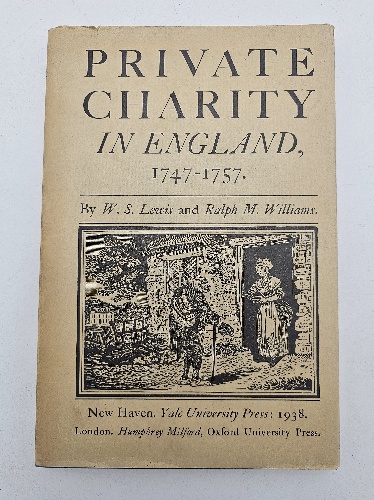 PRIVATE
CHARITY
IN ENGLAND,
1747-1757.
By W. S. Lewis and Ralph M. Williams.
New Haven. Yale University Press: 1938.
London. Humphrey Milford, Oxford University Press.